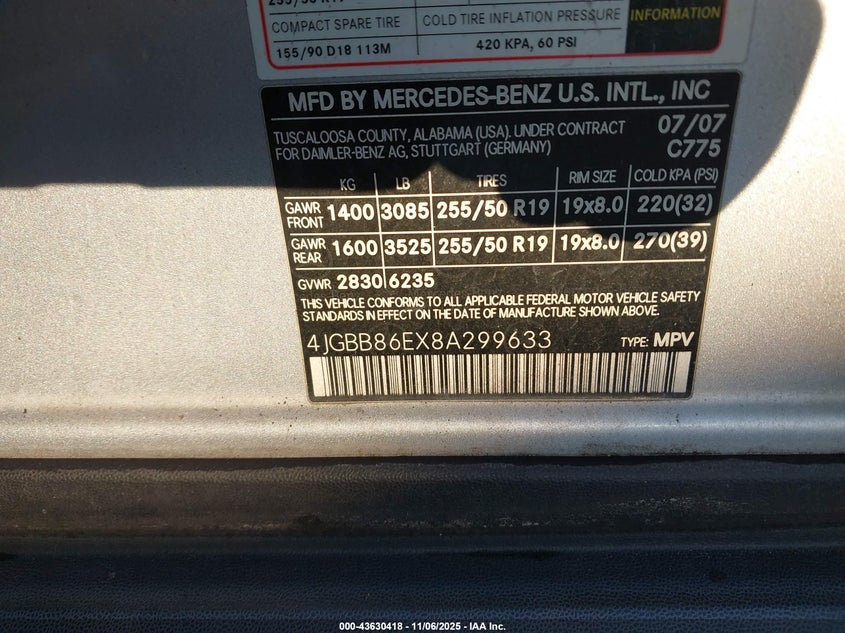 COMPACT SPARE TIRE COLD TIRE INFLATION PRESSURE INFORMATION
155/90 D18 113M 420 KPA, 60 PSI
MFD BY MERCEDES-BENZ U.S. INTL., INC
TUSCALOOSA COUNTY, ALABAMA (USA). UNDER CONTRACT 07/07
FOR DAIMLER-BENZ AG, STUTTGART (GERMANY) C775
KG LB TIRES RIM SIZE COLD KPA (PSI)
GAWR FRONT 1400 3085 255/50 R19 19x8.0 220(32)
GAWR REAR 1600 3525 255/50 R19 19x8.0 270(39)
GVWR 2830 6235
THIS VEHICLE CONFORMS TO ALL APPLICABLE FEDERAL MOTOR VEHICLE SAFETY
STANDARDS IN EFFECT ON THE DATE OF MANUFACTURE SHOWN ABOVE.
4JGBB86EX8A299633 TYPE: MPV
000-43630418 - 11/06/2025 - IAA Inc.